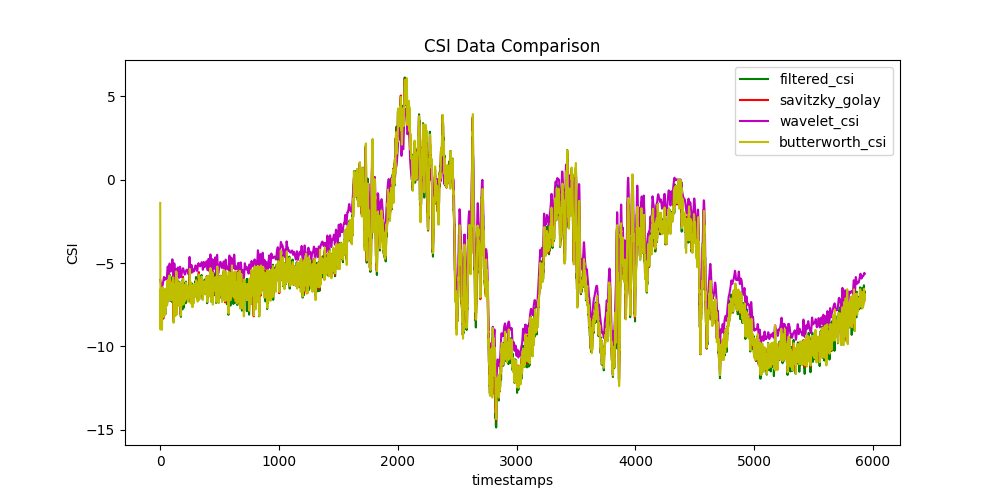 CSI Data Comparison
filtered_csi
savitzky_golay
wavelet_csi
butterworth_csi
CSI
5
0
−5
−10
−15
0 1000 2000 3000 4000 5000 6000
timestamps